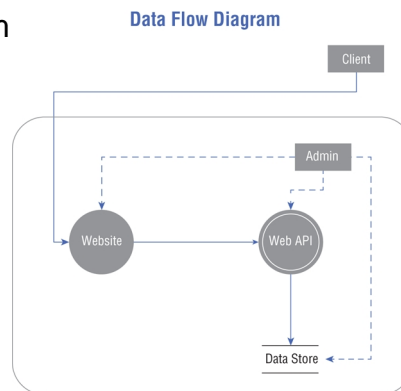 n
Data Flow Diagram
Client
Admin
Website
Web API
Data Store